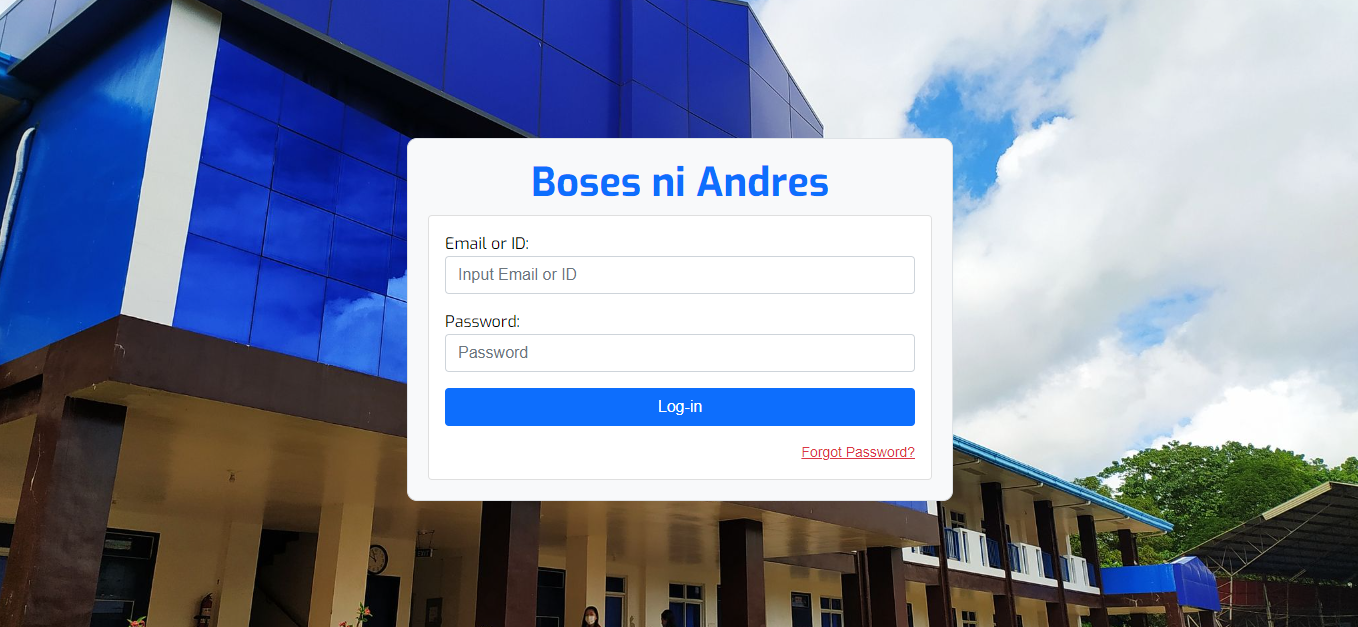 Boses ni Andres
Email or ID:
Input Email or ID
Password:
Password
Log-in
Forgot Password?